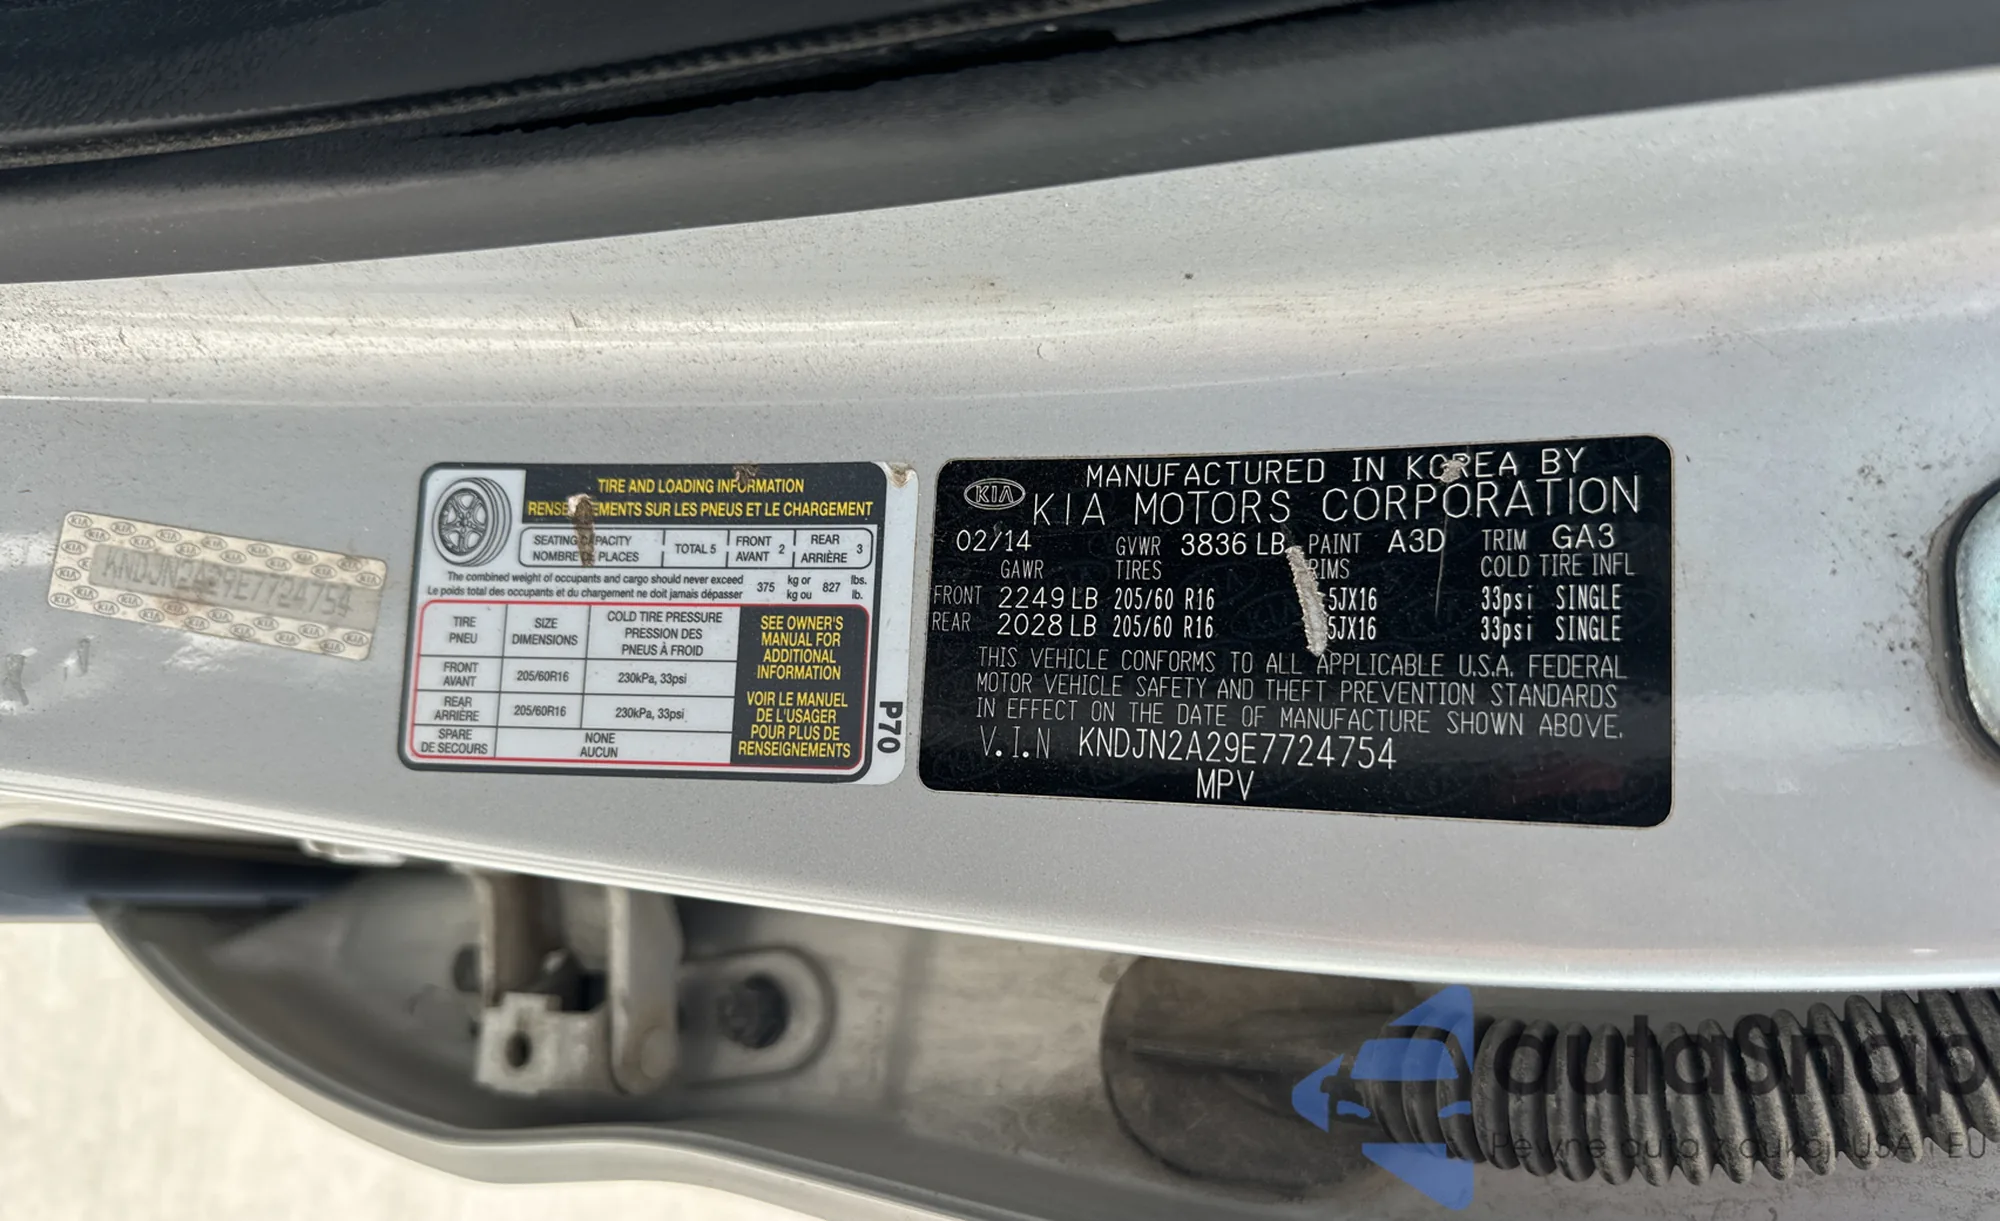 KNDJN2A29E7724754
TIRE AND LOADING INFORMATION
RENSEIGNEMENTS SUR LES PNEUS ET LE CHARGEMENT
SEATING CAPACITY
NOMBRE DE PLACES
TOTAL 5
FRONT
AVANT 2
REAR
ARRIÈRE 3
The combined weight of occupants and cargo should never exceed
Le poids total des occupants et du chargement ne doit jamais dépasser
375 kg or 827 lbs.
kg ou lb.
TIRE
PNEU
SIZE
DIMENSIONS
COLD TIRE PRESSURE
PRESSION DES
PNEUS À FROID
FRONT
AVANT
205/60R16
230kPa, 33psi
REAR
ARRIÈRE
205/60R16
230kPa, 33psi
SPARE
DE SECOURS
NONE
AUCUN
SEE OWNER'S
MANUAL FOR
ADDITIONAL
INFORMATION
VOIR LE MANUEL
DE L'USAGER
POUR PLUS DE
RENSEIGNEMENTS
P70
KIA
MANUFACTURED IN KOREA BY
KIA MOTORS CORPORATION
02/14 GVWR 3836 LB PAINT A3D TRIM GA3
GAWR TIRES RIMS COLD TIRE INFL
FRONT 2249 LB 205/60 R16 5JX16 33psi SINGLE
REAR 2028 LB 205/60 R16 5JX16 33psi SINGLE
THIS VEHICLE CONFORMS TO ALL APPLICABLE U.S.A. FEDERAL
MOTOR VEHICLE SAFETY AND THEFT PREVENTION STANDARDS
IN EFFECT ON THE DATE OF MANUFACTURE SHOWN ABOVE.
V.I.N KNDJN2A29E7724754
MPV
autaSnap
Pewne auta z aukcji USA i EU